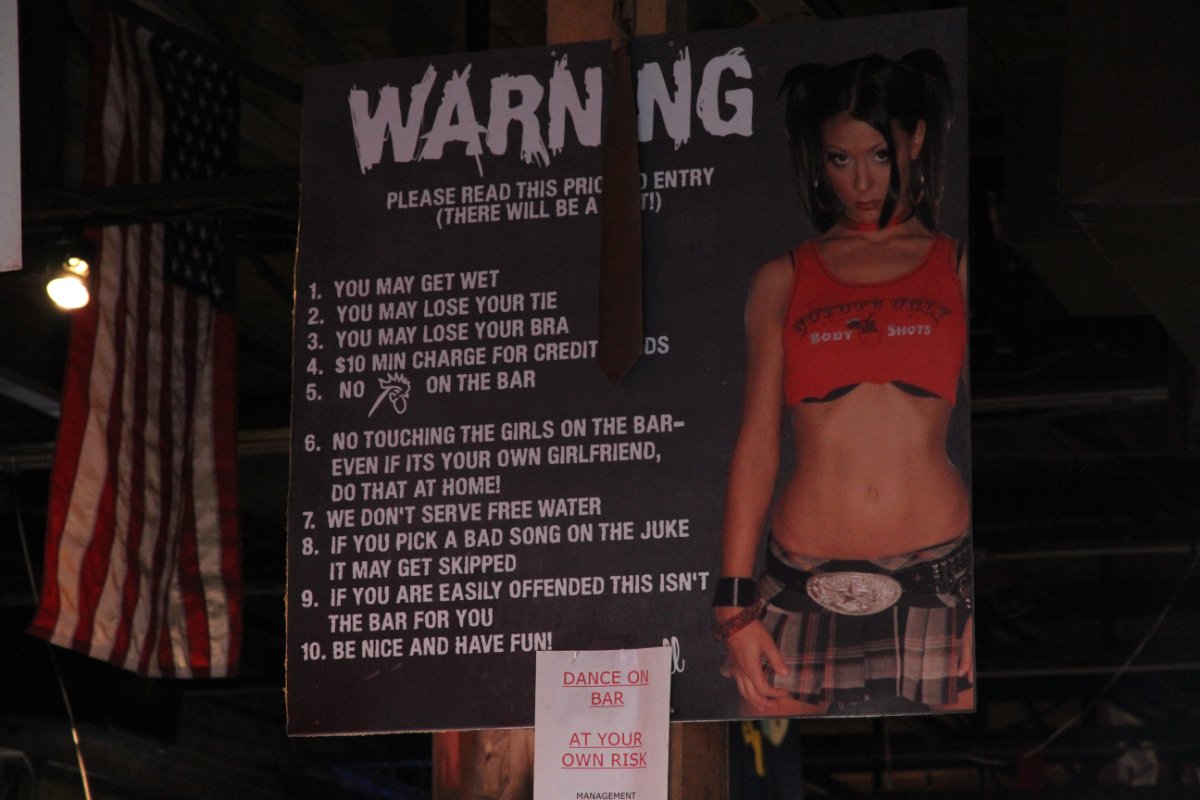 WARN NG
PLEASE READ THIS PRIO O ENTRY
(THERE WILL BE A T!)
1. YOU MAY GET WET
2. YOU MAY LOSE YOUR TIE
3. YOU MAY LOSE YOUR BRA
4. $10 MIN CHARGE FOR CREDIT DS
5. NO ON THE BAR
6. NO TOUCHING THE GIRLS ON THE BAR-
EVEN IF ITS YOUR OWN GIRLFRIEND,
DO THAT AT HOME!
7. WE DON'T SERVE FREE WATER
8. IF YOU PICK A BAD SONG ON THE JUKE
IT MAY GET SKIPPED
9. IF YOU ARE EASILY OFFENDED THIS ISN'T
THE BAR FOR YOU
10. BE NICE AND HAVE FUN!
COYOTE UGLY
BODY SHOTS
DANCE ON
BAR
AT YOUR
OWN RISK
MANAGEMENT